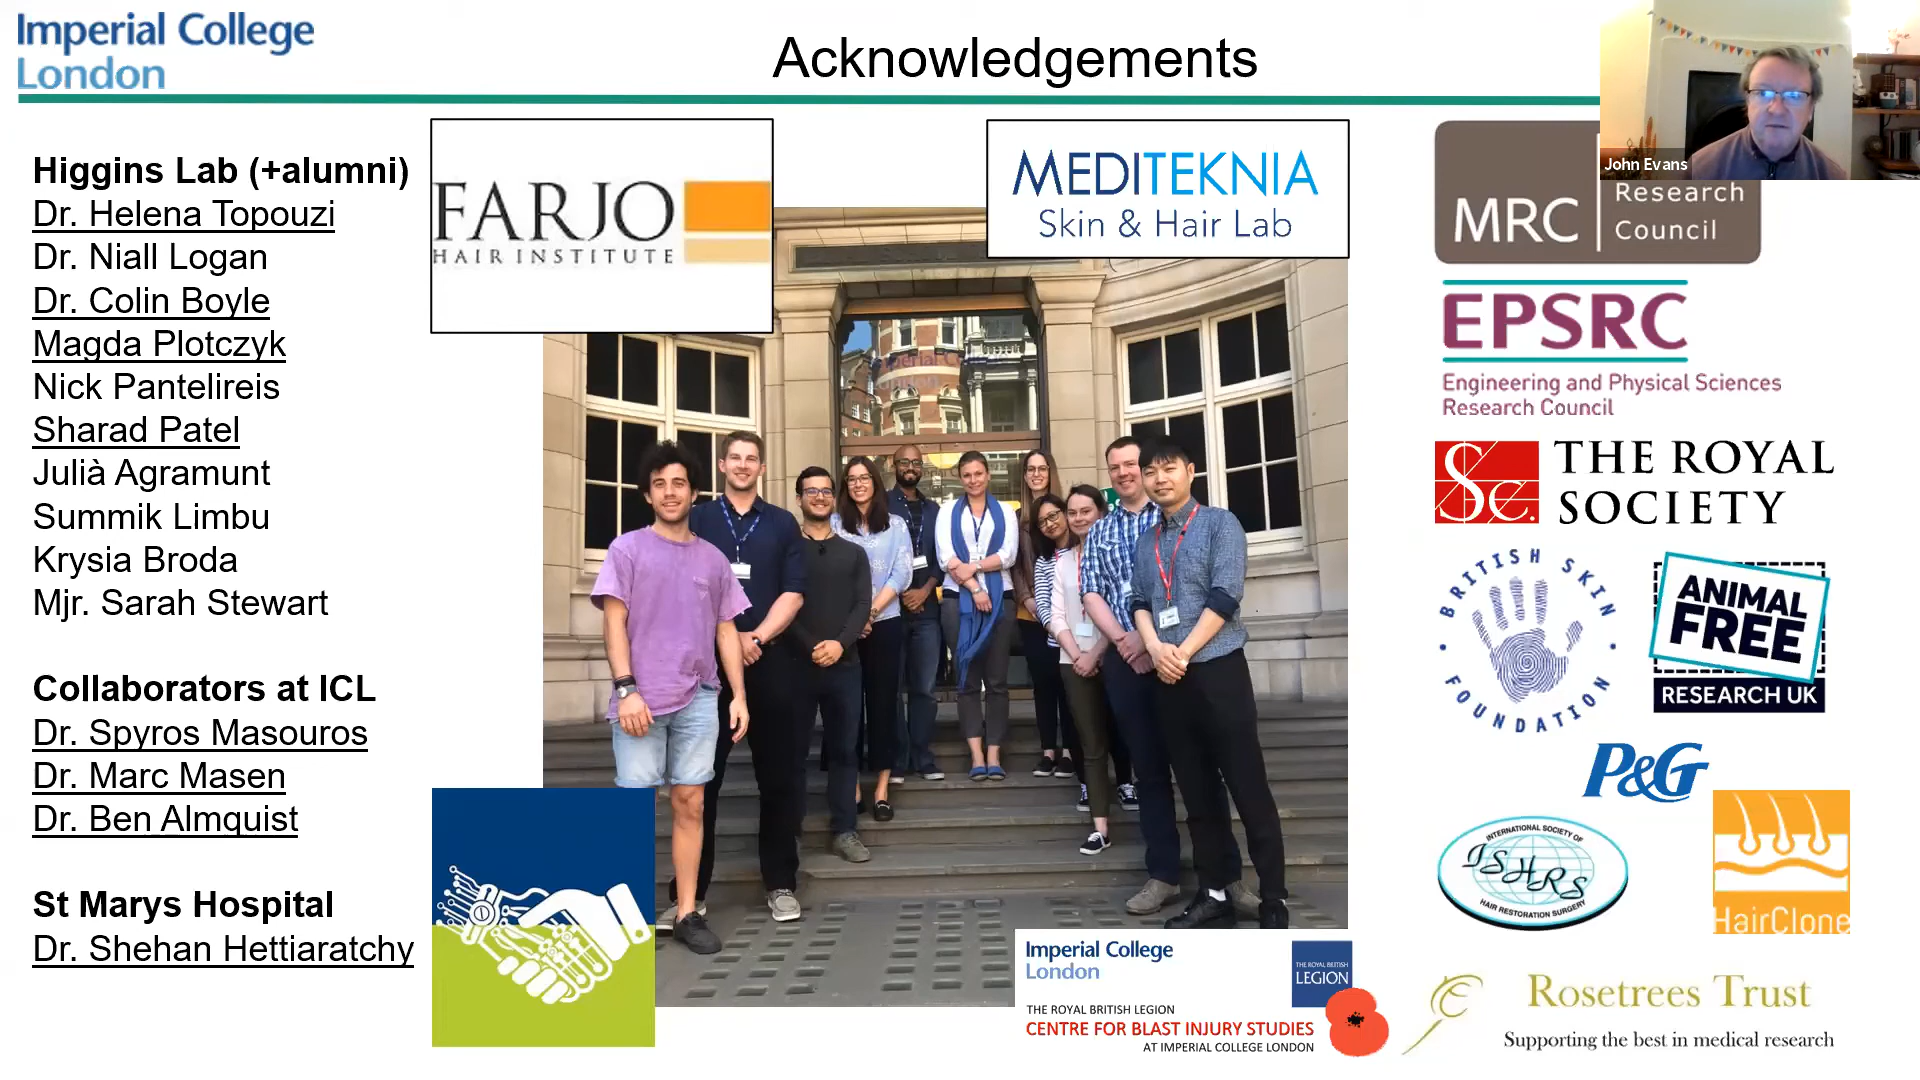 Imperial College
London
Acknowledgements
John Evans
Higgins Lab (+alumni)
Dr. Helena Topouzi
Dr. Niall Logan
Dr. Colin Boyle
Magda Plotczyk
Nick Pantelireis
Sharad Patel
Julià Agramunt
Summik Limbu
Krysia Broda
Mjr. Sarah Stewart
Collaborators at ICL
Dr. Spyros Masouros
Dr. Marc Masen
Dr. Ben Almquist
St Marys Hospital
Dr. Shehan Hettiaratchy
FARJO
HAIR INSTITUTE
MEDITEKNIA
Skin & Hair Lab
Imperial College
London
THE ROYAL BRITISH
LEGION
THE ROYAL BRITISH LEGION
CENTRE FOR BLAST INJURY STUDIES
AT IMPERIAL COLLEGE LONDON
MRC
Research
Council
EPSRC
Engineering and Physical Sciences
Research Council
Sc.
THE ROYAL
SOCIETY
BRITISH SKIN
FOUNDATION
ANIMAL
FREE
RESEARCH UK
P&G
INTERNATIONAL SOCIETY OF
ISHRS
HAIR RESTORATION SURGERY
HairClone
Rosetrees Trust
Supporting the best in medical research